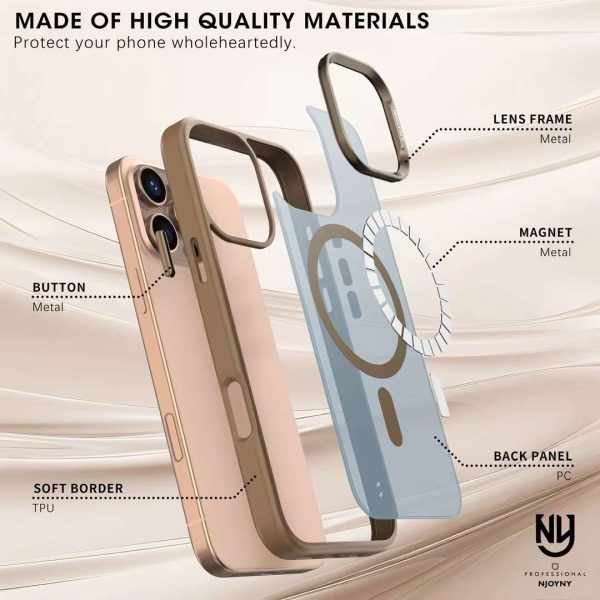 MADE OF HIGH QUALITY MATERIALS
Protect your phone wholeheartedly.
LENS FRAME
Metal
MAGNET
Metal
BUTTON
Metal
BACK PANEL
PC
SOFT BORDER
TPU
NY
PROFESSIONAL
NJOYNY